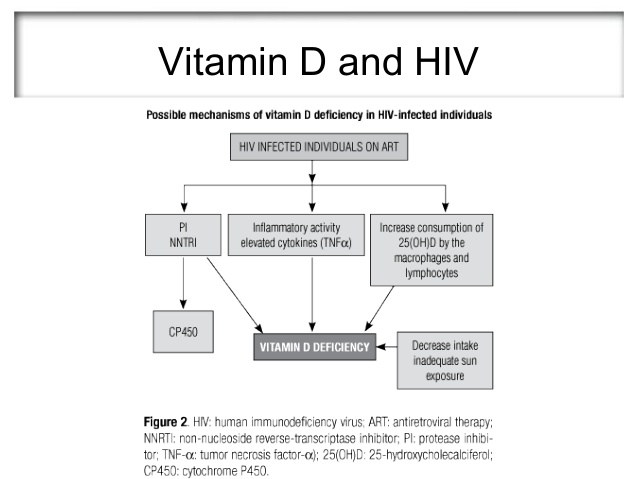 Vitamin D and HIV
Possible mechanisms of vitamin D deficiency in HIV-infected individuals
HIV INFECTED INDIVIDUALS ON ART
PI
NNTRI
Inflammatory activity
elevated cytokines (TNFα)
Increase consumption of
25(OH)D by the
macrophages and
lymphocytes
CP450
VITAMIN D DEFICIENCY
Decrease intake
inadequate sun
exposure
Figure 2. HIV: human immunodeficiency virus; ART: antiretroviral therapy;
NNRTI: non-nucleoside reverse-transcriptase inhibitor; PI: protease inhibi-
tor; TNF-α: tumor necrosis factor-α); 25(OH)D: 25-hydroxycholecalciferol;
CP450: cytochrome P450.